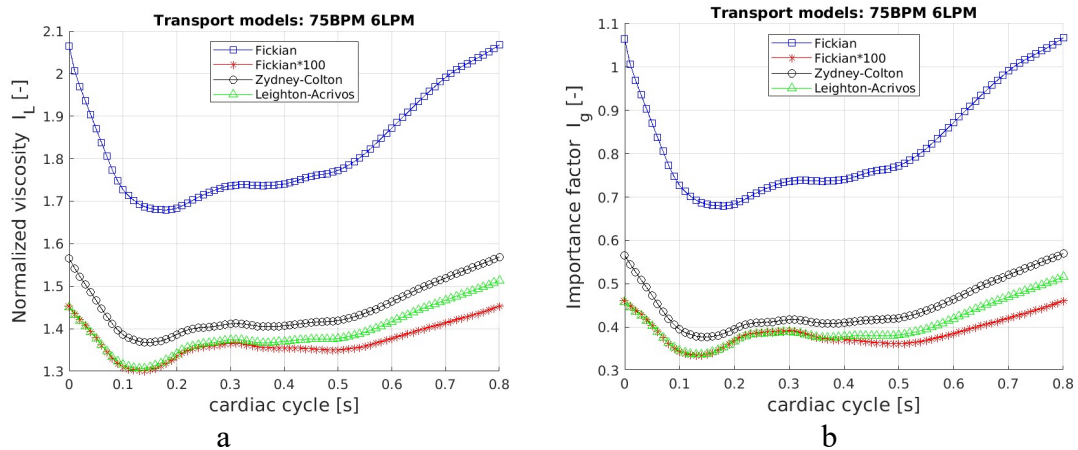 Transport models: 75BPM 6LPM
Normalized viscosity I_L [-]
2.1
2
1.9
1.8
1.7
1.6
1.5
1.4
1.3
Fickian
Fickian*100
Zydney-Colton
Leighton-Acrivos
0 0.1 0.2 0.3 0.4 0.5 0.6 0.7 0.8
cardiac cycle [s]
a
Transport models: 75BPM 6LPM
Importance factor I_g [-]
1.1
1
0.9
0.8
0.7
0.6
0.5
0.4
0.3
Fickian
Fickian*100
Zydney-Colton
Leighton-Acrivos
0 0.1 0.2 0.3 0.4 0.5 0.6 0.7 0.8
cardiac cycle [s]
b